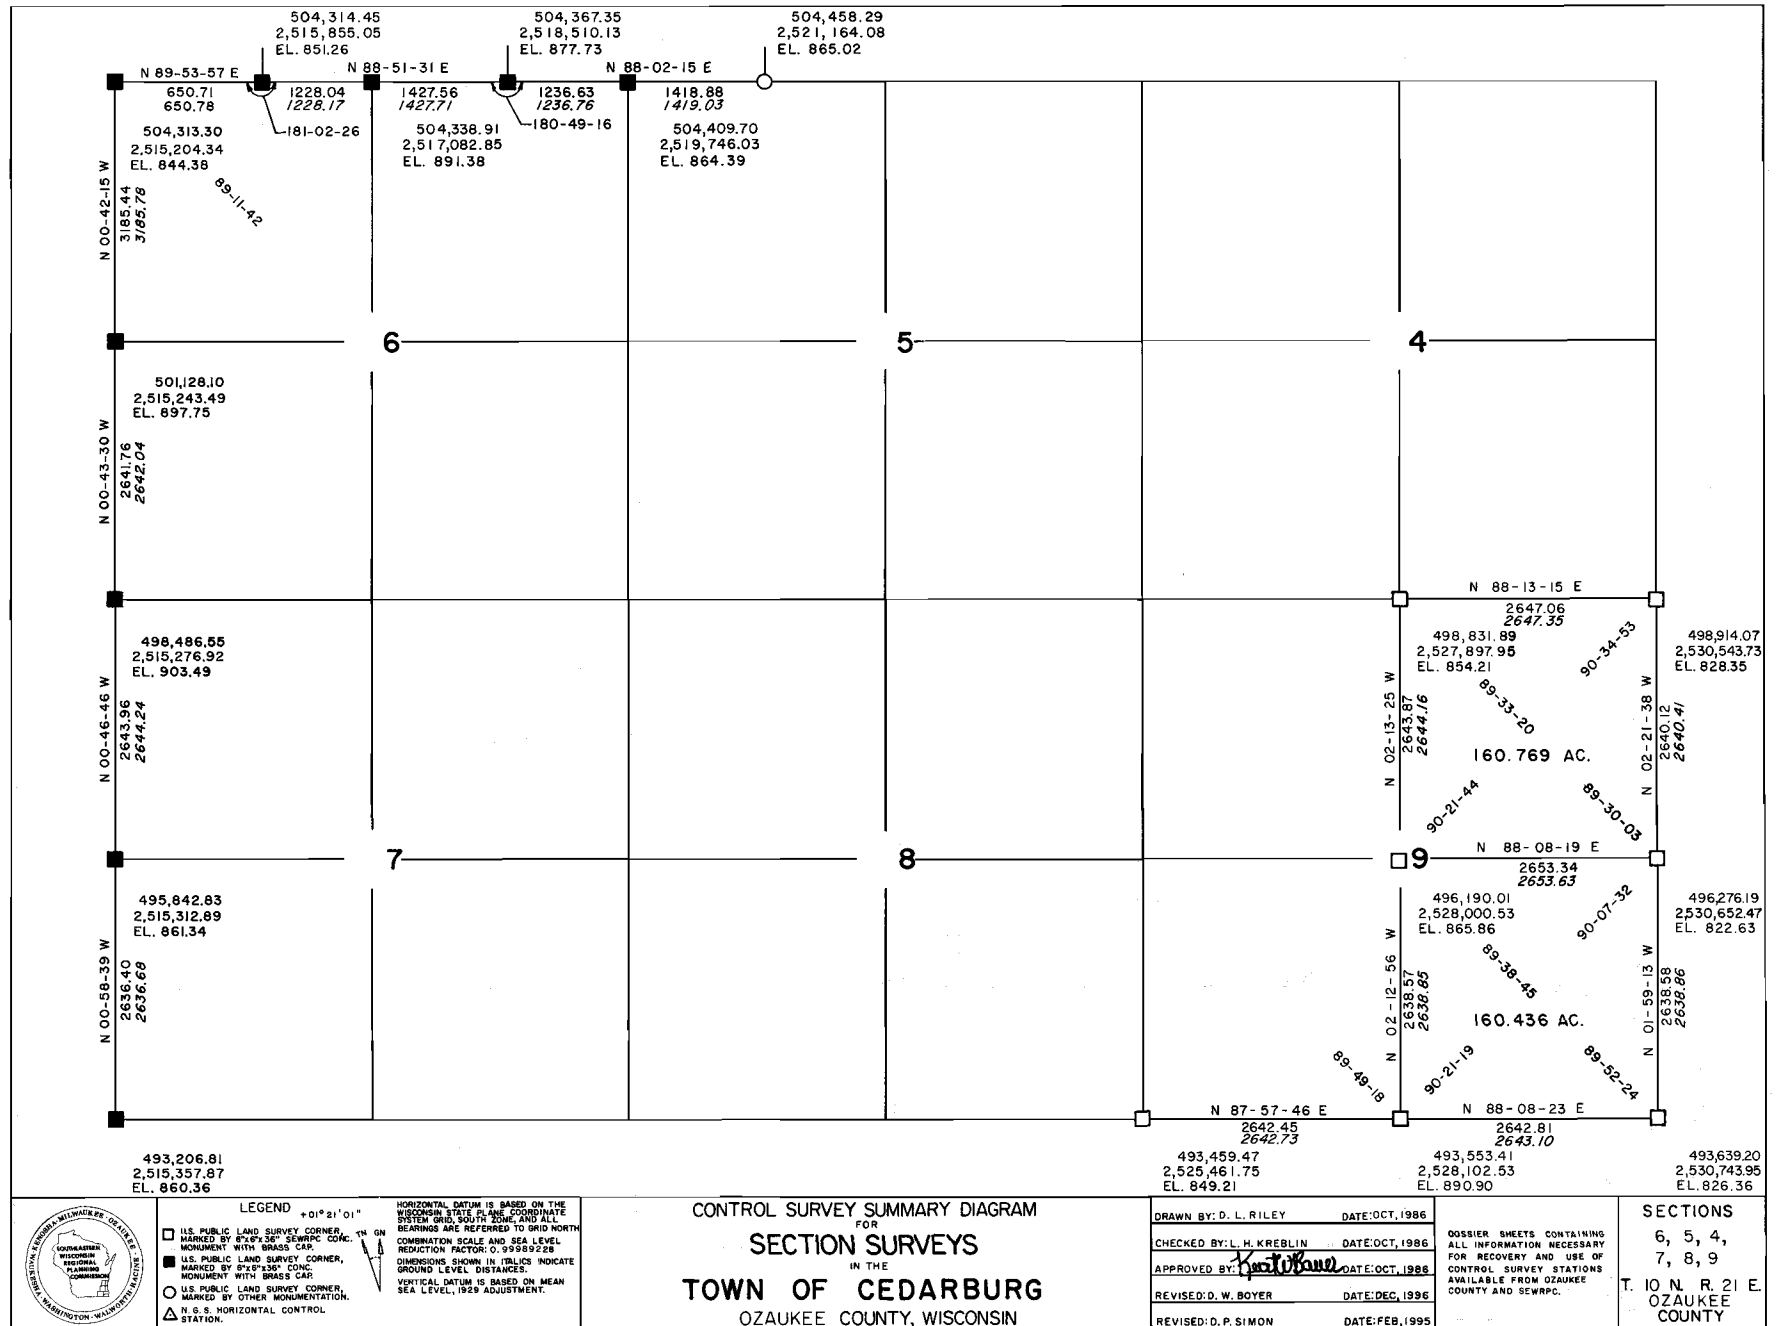 504,314.45
2,515,855.05
EL. 851.26
504,367.35
2,518,510.13
EL. 877.73
504,458.29
2,521,164.08
EL. 865.02
N 89-53-57 E
N 88-51-31 E
N 88-02-15 E
650.71
650.78
1228.04
1228.17
1427.56
1427.71
1236.63
1236.76
1418.88
1419.03
181-02-26
180-49-16
504,313.30
2,515,204.34
EL. 844.38
504,338.91
2,517,082.85
EL. 891.38
504,409.70
2,519,746.03
EL. 864.39
89-11-42
N 00-42-15 W
3185.44
3185.78
6
5
4
501,128.10
2,515,243.49
EL. 897.75
N 00-43-30 W
2641.76
2642.04
N 88-13-15 E
2647.06
2647.35
498,486.55
2,515,276.92
EL. 903.49
498,831.89
2,527,897.95
EL. 854.21
90-34-53
498,914.07
2,530,543.73
EL. 828.35
N 00-46-46 W
2643.96
2644.24
N 02-13-25 W
2643.87
2644.16
89-33-20
N 02-21-38 W
2640.12
2640.41
160.769 AC.
90-21-44
89-30-03
7
8
9
N 88-08-19 E
2653.34
2653.63
495,842.83
2,515,312.89
EL. 861.34
496,190.01
2,528,000.53
EL. 865.86
90-07-32
496,276.19
2,530,652.47
EL. 822.63
N 00-58-39 W
2636.40
2636.68
N 02-12-56 W
2638.57
2638.85
89-38-45
N 01-59-13 W
2638.58
2638.86
160.436 AC.
89-49-18
90-21-19
89-52-24
N 87-57-46 E
2642.45
2642.73
N 88-08-23 E
2642.81
2643.10
493,206.81
2,515,357.87
EL. 860.36
493,459.47
2,525,461.75
EL. 849.21
493,553.41
2,528,102.53
EL. 890.90
493,639.20
2,530,743.95
EL. 826.36
SOUTHEASTERN
WISCONSIN
REGIONAL
PLANNING
COMMISSION
WAUKESHA·KENOSHA·MILWAUKEE·OZAUKEE·RACINE·WALWORTH·WASHINGTON
LEGEND
U.S. PUBLIC LAND SURVEY CORNER,
MARKED BY 6"x6"x36" SEWRPC CONC.
MONUMENT WITH BRASS CAP.
U.S. PUBLIC LAND SURVEY CORNER,
MARKED BY 6"x6"x36" CONC.
MONUMENT WITH BRASS CAP.
U.S. PUBLIC LAND SURVEY CORNER,
MARKED BY OTHER MONUMENTATION.
N.G.S. HORIZONTAL CONTROL
STATION.
+01°21'01"
TN GN
HORIZONTAL DATUM IS BASED ON THE
WISCONSIN STATE PLANE COORDINATE
SYSTEM GRID, SOUTH ZONE, AND ALL
BEARINGS ARE REFERRED TO GRID NORTH
COMBINATION SCALE AND SEA LEVEL
REDUCTION FACTOR: 0.99989228
DIMENSIONS SHOWN IN ITALICS INDICATE
GROUND LEVEL DISTANCES.
VERTICAL DATUM IS BASED ON MEAN
SEA LEVEL, 1929 ADJUSTMENT.
CONTROL SURVEY SUMMARY DIAGRAM
FOR
SECTION SURVEYS
IN THE
TOWN OF CEDARBURG
OZAUKEE COUNTY, WISCONSIN
DRAWN BY: D. L. RILEY DATE: OCT, 1986
CHECKED BY: L. H. KREBLIN DATE: OCT, 1986
APPROVED BY: DATE: OCT, 1986
REVISED: D. W. BOYER DATE: DEC, 1996
REVISED: D. P. SIMON DATE: FEB, 1995
DOSSIER SHEETS CONTAINING
ALL INFORMATION NECESSARY
FOR RECOVERY AND USE OF
CONTROL SURVEY STATIONS
AVAILABLE FROM OZAUKEE
COUNTY AND SEWRPC.
SECTIONS
6, 5, 4,
7, 8, 9
T. 10 N. R. 21 E.
OZAUKEE
COUNTY